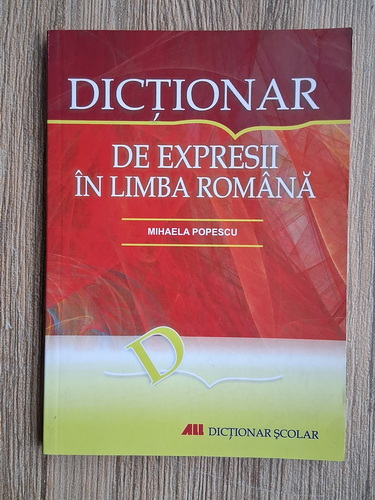 DICȚIONAR
DE EXPRESII
ÎN LIMBA ROMÂNĂ
MIHAELA POPESCU
D
ALL DICȚIONAR ȘCOLAR